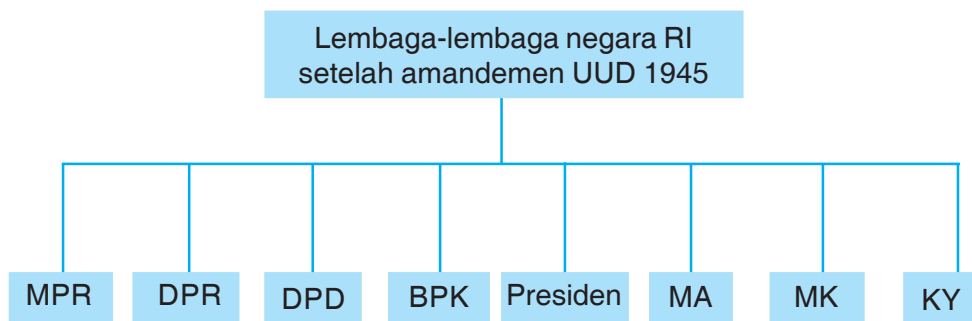 Lembaga-lembaga negara RI
setelah amandemen UUD 1945
MPR DPR DPD BPK Presiden MA MK KY